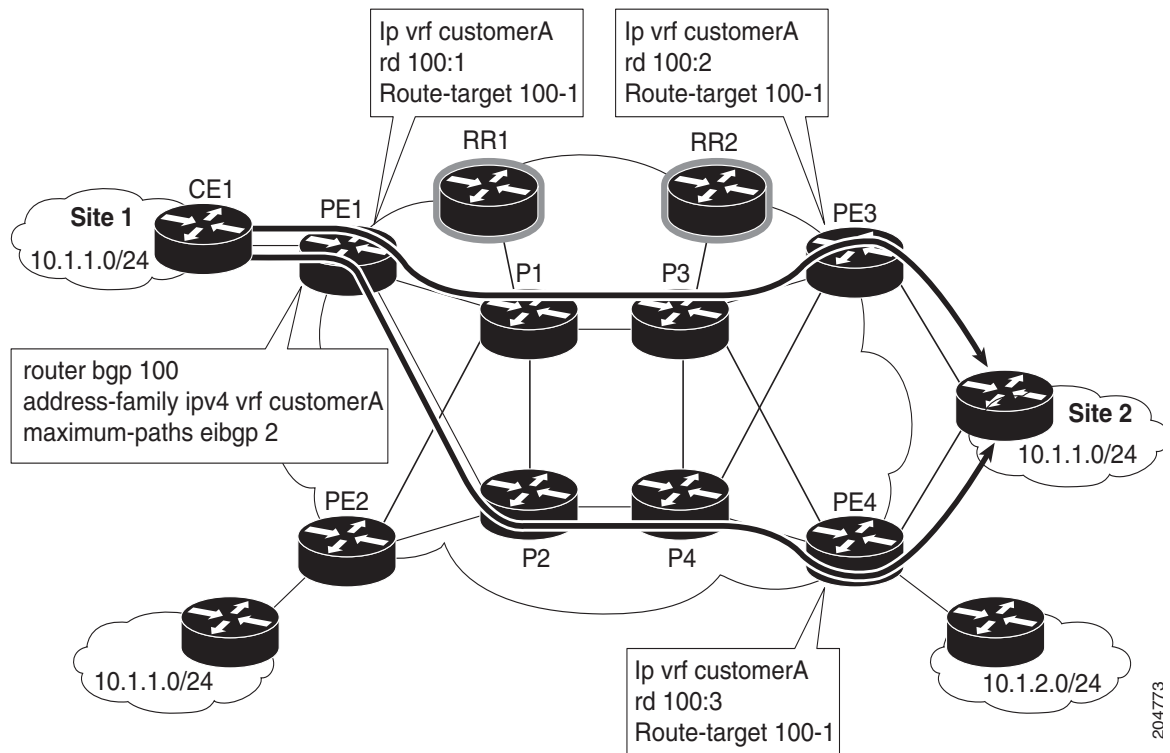 Ip vrf customerA
rd 100:1
Route-target 100-1
Ip vrf customerA
rd 100:2
Route-target 100-1
RR1
RR2
CE1
Site 1
10.1.1.0/24
PE1
PE3
P1
P3
router bgp 100
address-family ipv4 vrf customerA
maximum-paths eibgp 2
Site 2
10.1.1.0/24
PE2
P2
P4
PE4
10.1.1.0/24
Ip vrf customerA
rd 100:3
Route-target 100-1
10.1.2.0/24
204773